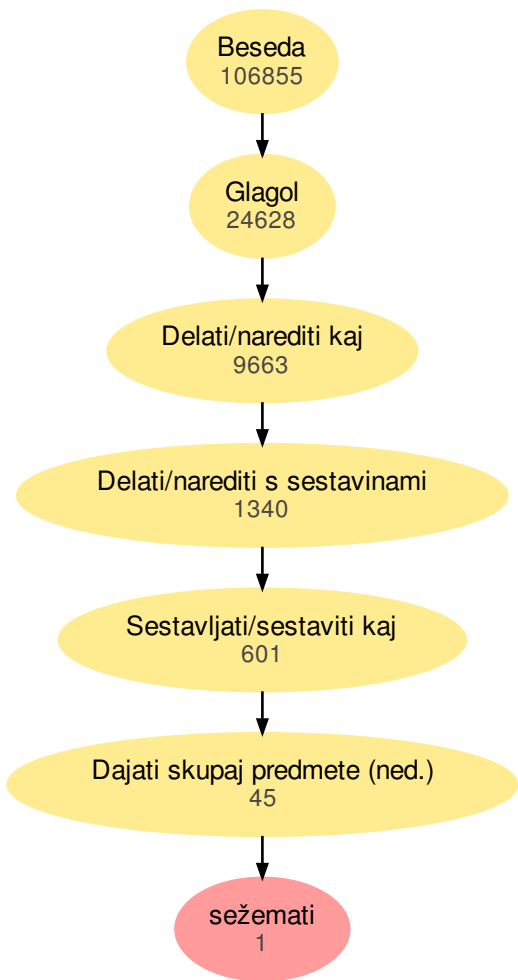 Beseda
106855
Glagol
24628
Delati/narediti kaj
9663
Delati/narediti s sestavinami
1340
Sestavljati/sestaviti kaj
601
Dajati skupaj predmete (ned.)
45
sežemati
1